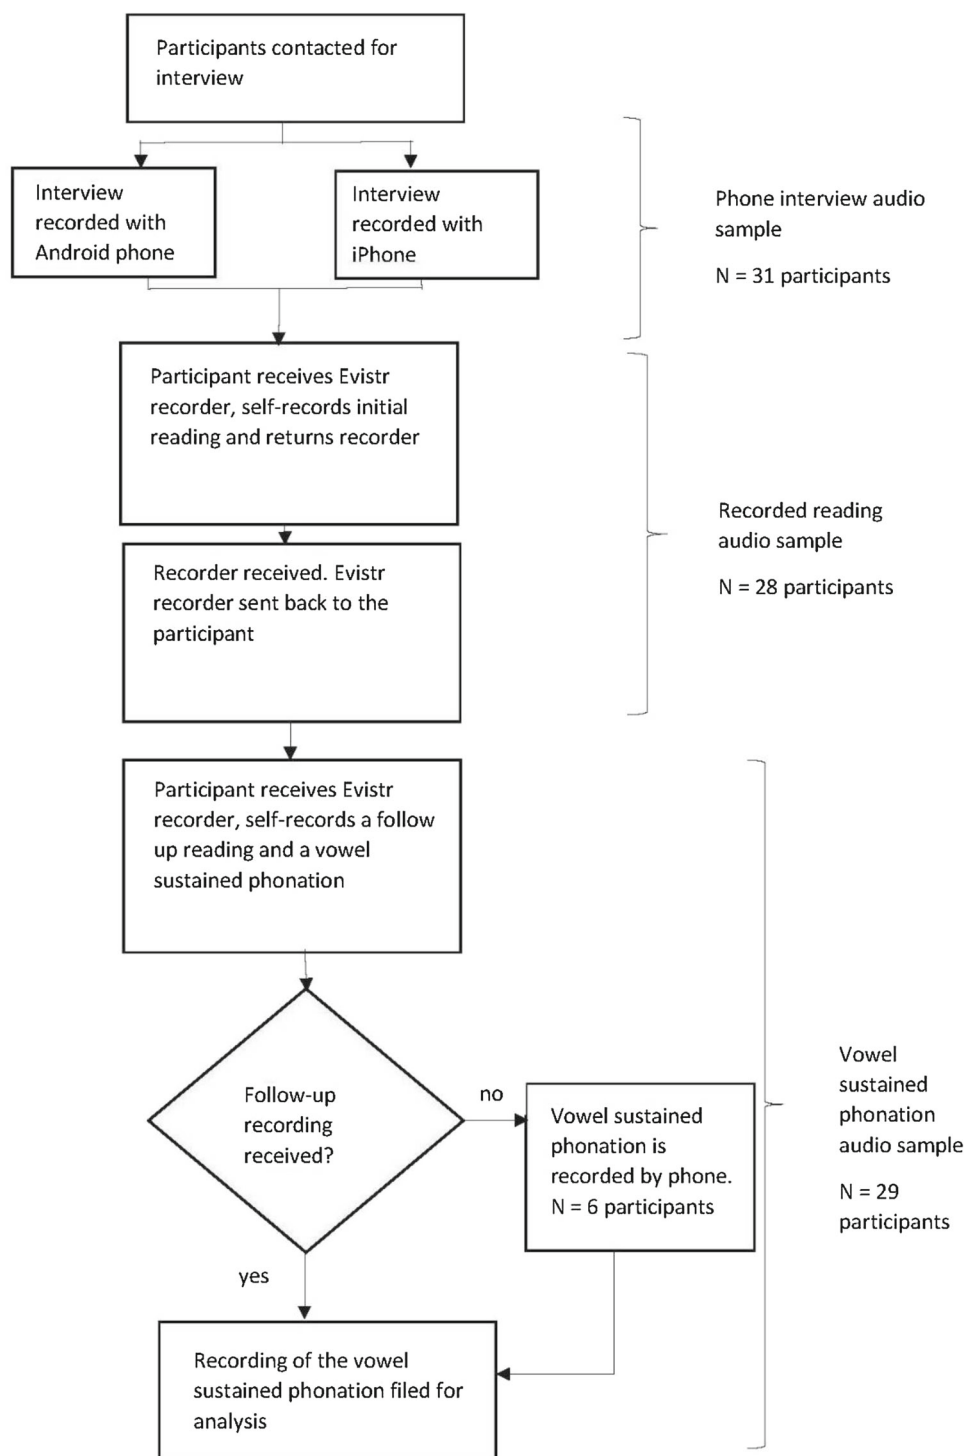 Participants contacted for
interview
Interview
recorded with
Android phone
Interview
recorded with
iPhone
Phone interview audio
sample
N = 31 participants
Participant receives Evistr
recorder, self-records initial
reading and returns recorder
Recorder received. Evistr
recorder sent back to the
participant
Recorded reading
audio sample
N = 28 participants
Participant receives Evistr
recorder, self-records a follow
up reading and a vowel
sustained phonation
Follow-up
recording
received?
no
Vowel sustained
phonation is
recorded by phone.
N = 6 participants
yes
Recording of the vowel
sustained phonation filed for
analysis
Vowel
sustained
phonation
audio sample
N = 29
participants